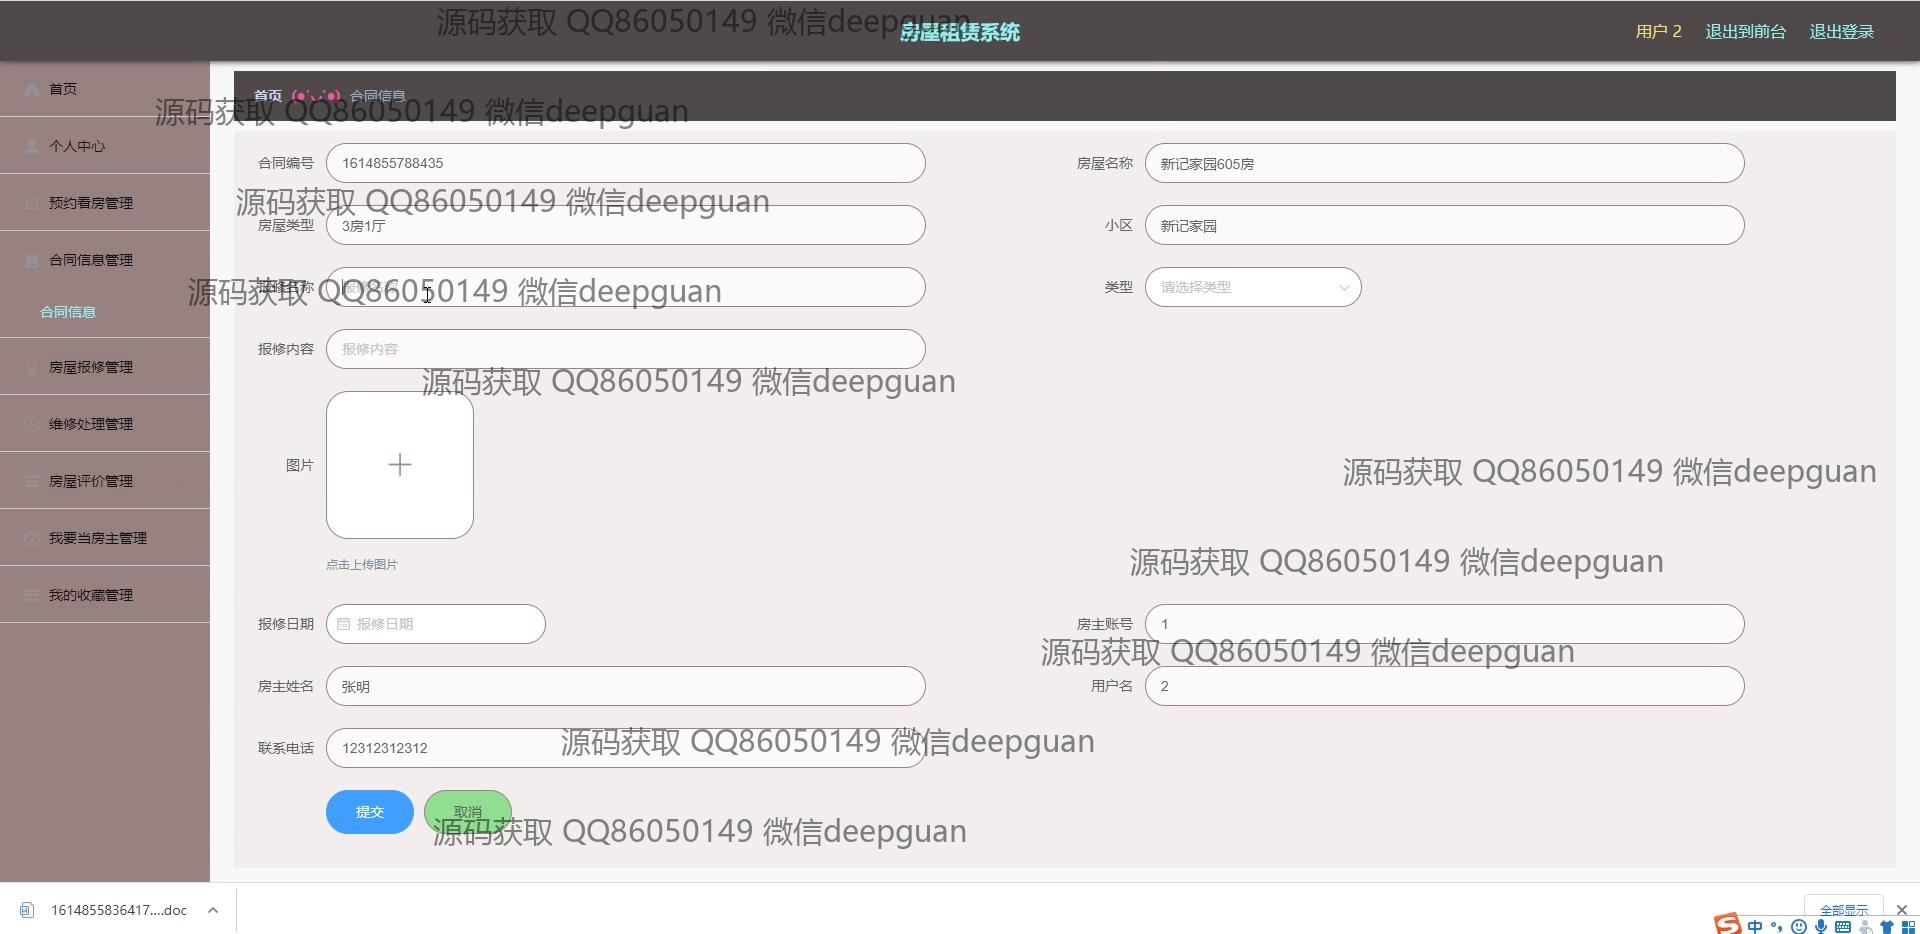 源码获取 QQ86050149 微信deepguan
房屋租赁系统
用户 2 退出到前台 退出登录
首页
首页 (●'◡'●) 合同信息
源码获取 QQ86050149 微信deepguan
个人中心
合同编号 1614855788435 房屋名称 新记家园605房
预约看房管理
源码获取 QQ86050149 微信deepguan
房屋类型 3房1厅 小区 新记家园
合同信息管理
报修名称 报修名称 类型 请选择类型
源码获取 QQ86050149 微信deepguan
合同信息
报修内容 报修内容
房屋报修管理
源码获取 QQ86050149 微信deepguan
维修处理管理
图片
源码获取 QQ86050149 微信deepguan
房屋评价管理
我要当房主管理
点击上传图片
源码获取 QQ86050149 微信deepguan
我的收藏管理
报修日期 报修日期 房主账号 1
源码获取 QQ86050149 微信deepguan
房主姓名 张明 用户名 2
联系电话 12312312312
源码获取 QQ86050149 微信deepguan
提交 取消
源码获取 QQ86050149 微信deepguan
1614855836417....doc
全部显示
中